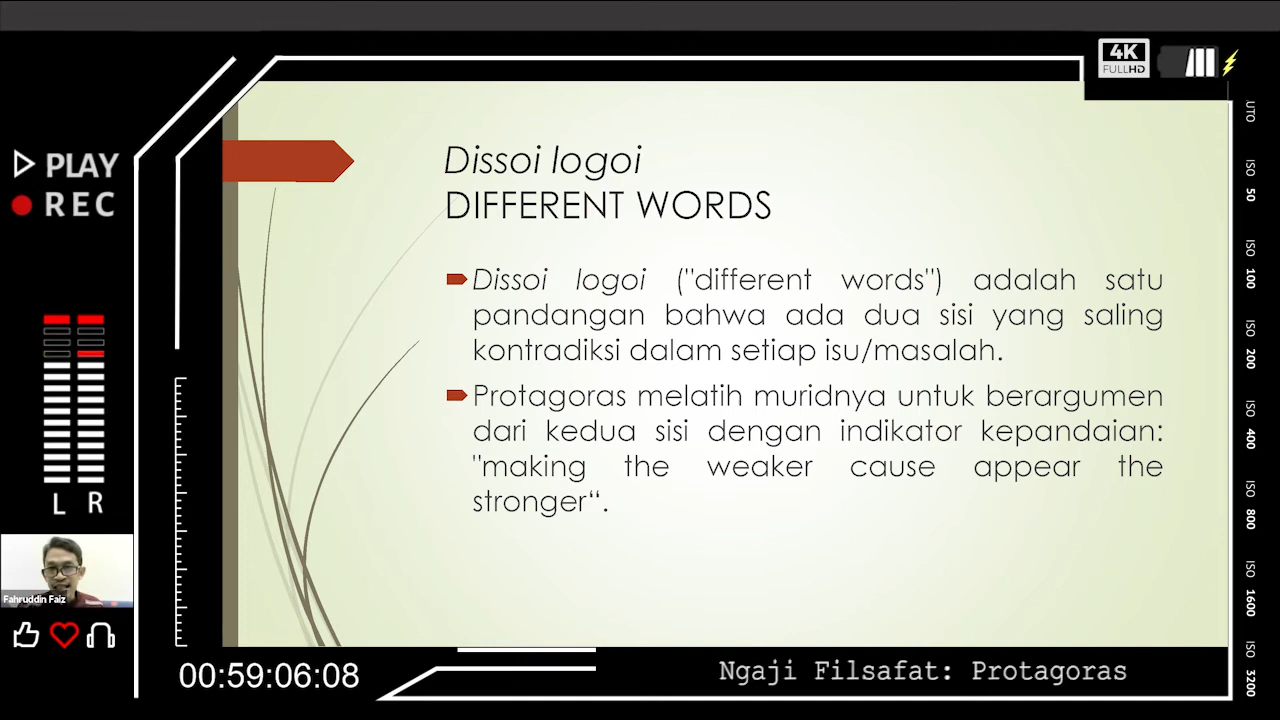 4K
FULLHD
PLAY
REC
Dissoi logoi
DIFFERENT WORDS
Dissoi logoi ("different words") adalah satu
pandangan bahwa ada dua sisi yang saling
kontradiksi dalam setiap isu/masalah.
Protagoras melatih muridnya untuk berargumen
dari kedua sisi dengan indikator kepandaian:
"making the weaker cause appear the
stronger“.
L R
Fahruddin Faiz
00:59:06:08
Ngaji Filsafat: Protagoras
UTO
ISO 50
ISO 100
ISO 200
ISO 400
ISO 800
ISO 1600
ISO 3200